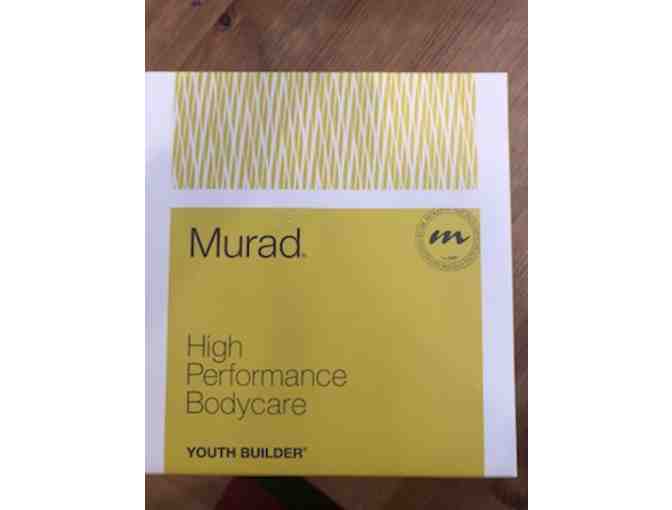 Murad.
m
High
Performance
Bodycare
YOUTH BUILDER®